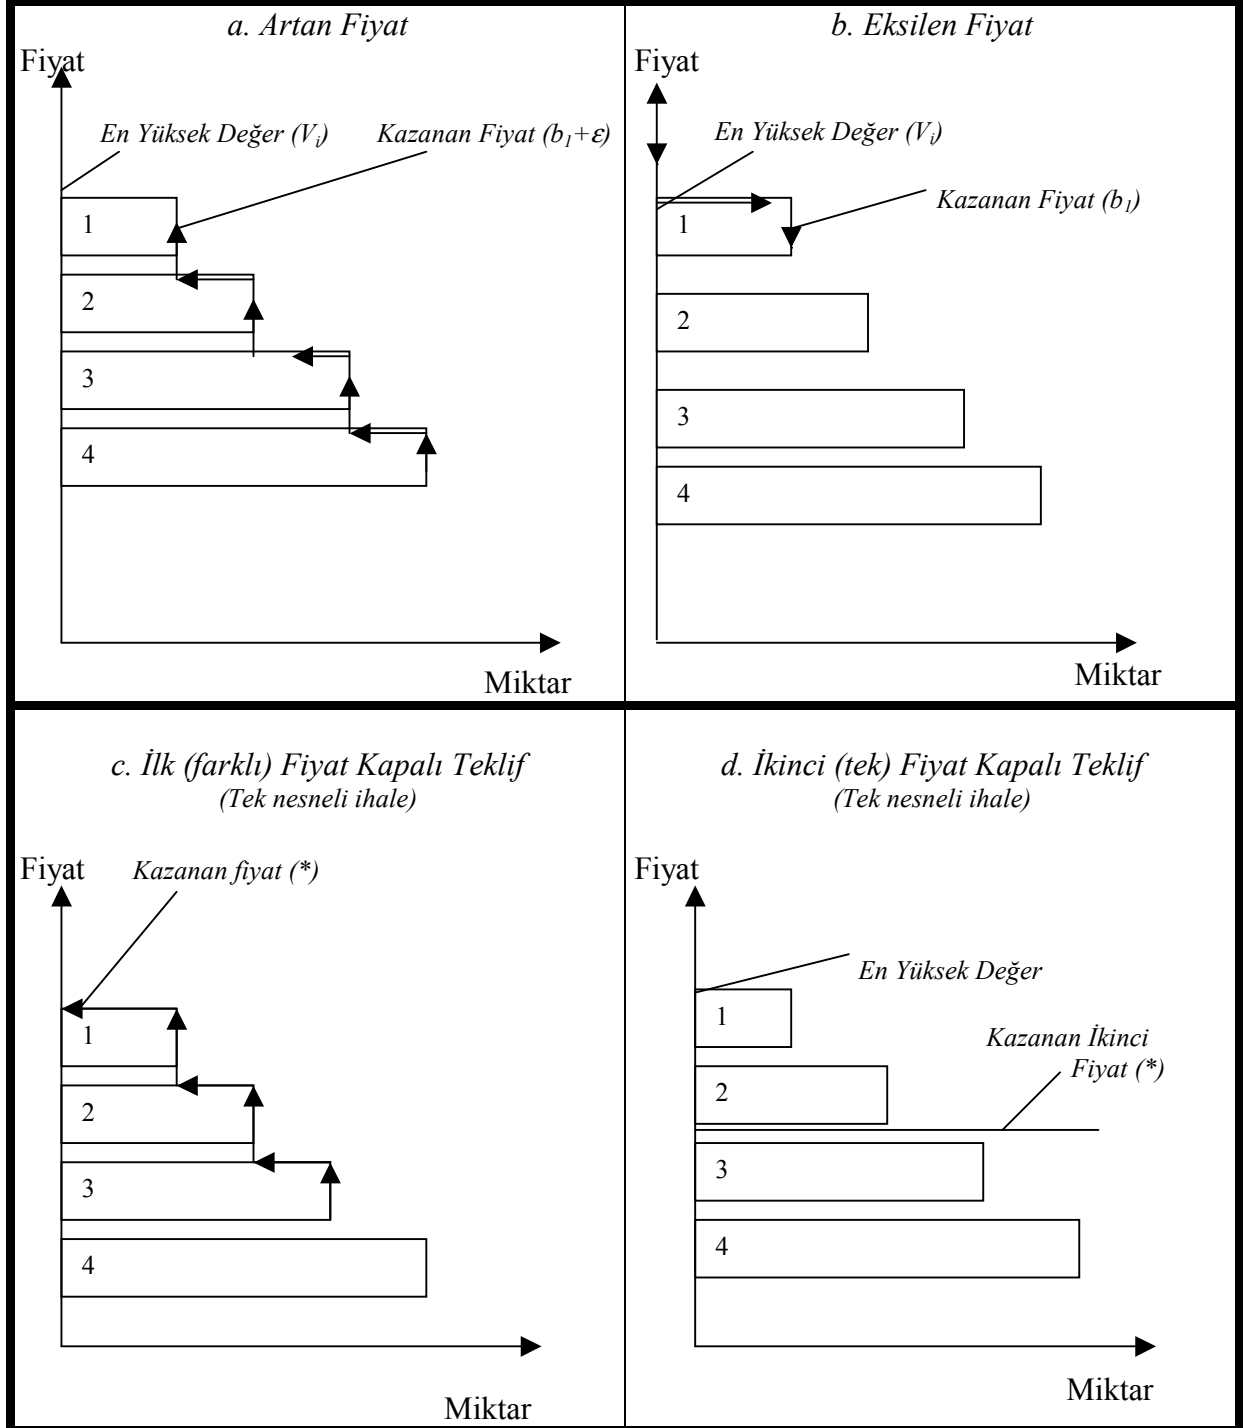 a. Artan Fiyat
Fiyat
En Yüksek Değer (Vi)
Kazanan Fiyat (b1+ε)
1
2
3
4
Miktar
b. Eksilen Fiyat
Fiyat
En Yüksek Değer (Vi)
Kazanan Fiyat (b1)
1
2
3
4
Miktar
c. İlk (farklı) Fiyat Kapalı Teklif
(Tek nesneli ihale)
Fiyat
Kazanan fiyat (*)
1
2
3
4
Miktar
d. İkinci (tek) Fiyat Kapalı Teklif
(Tek nesneli ihale)
Fiyat
En Yüksek Değer
1
Kazanan İkinci
Fiyat (*)
2
3
4
Miktar